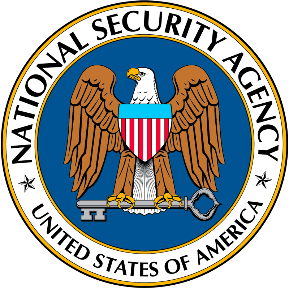 NATIONAL SECURITY AGENCY
UNITED STATES OF AMERICA